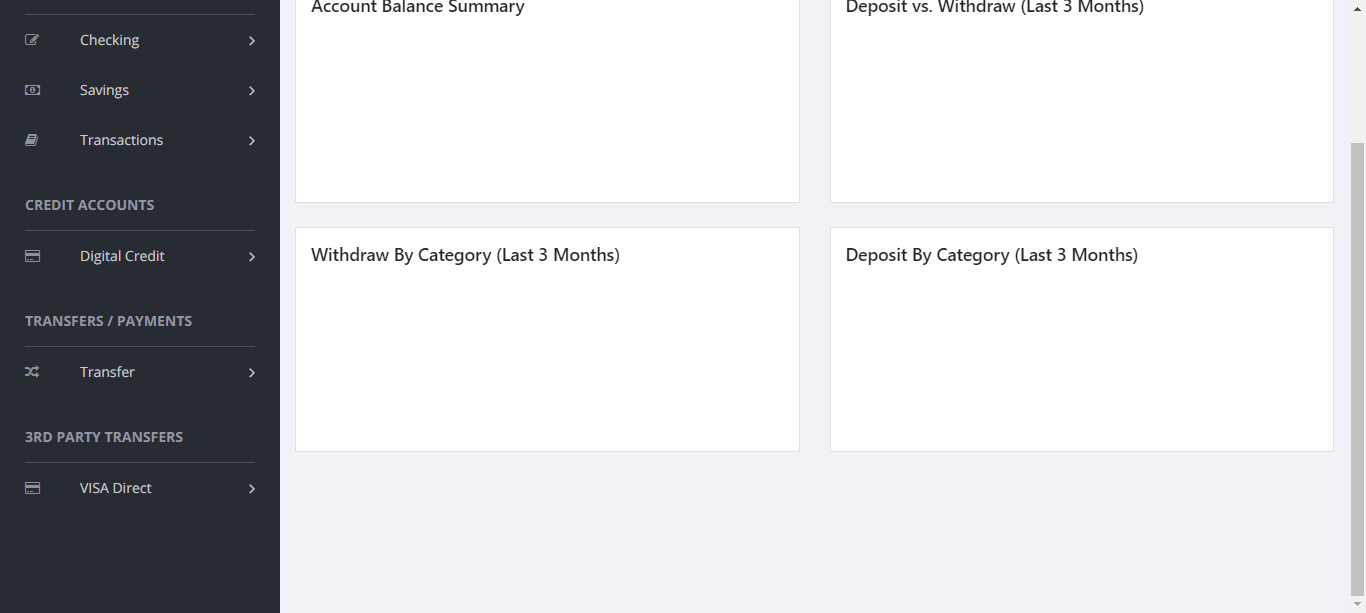 Checking
Savings
Transactions
CREDIT ACCOUNTS
Digital Credit
TRANSFERS / PAYMENTS
Transfer
3RD PARTY TRANSFERS
VISA Direct
Account Balance Summary
Deposit vs. Withdraw (Last 3 Months)
Withdraw By Category (Last 3 Months)
Deposit By Category (Last 3 Months)